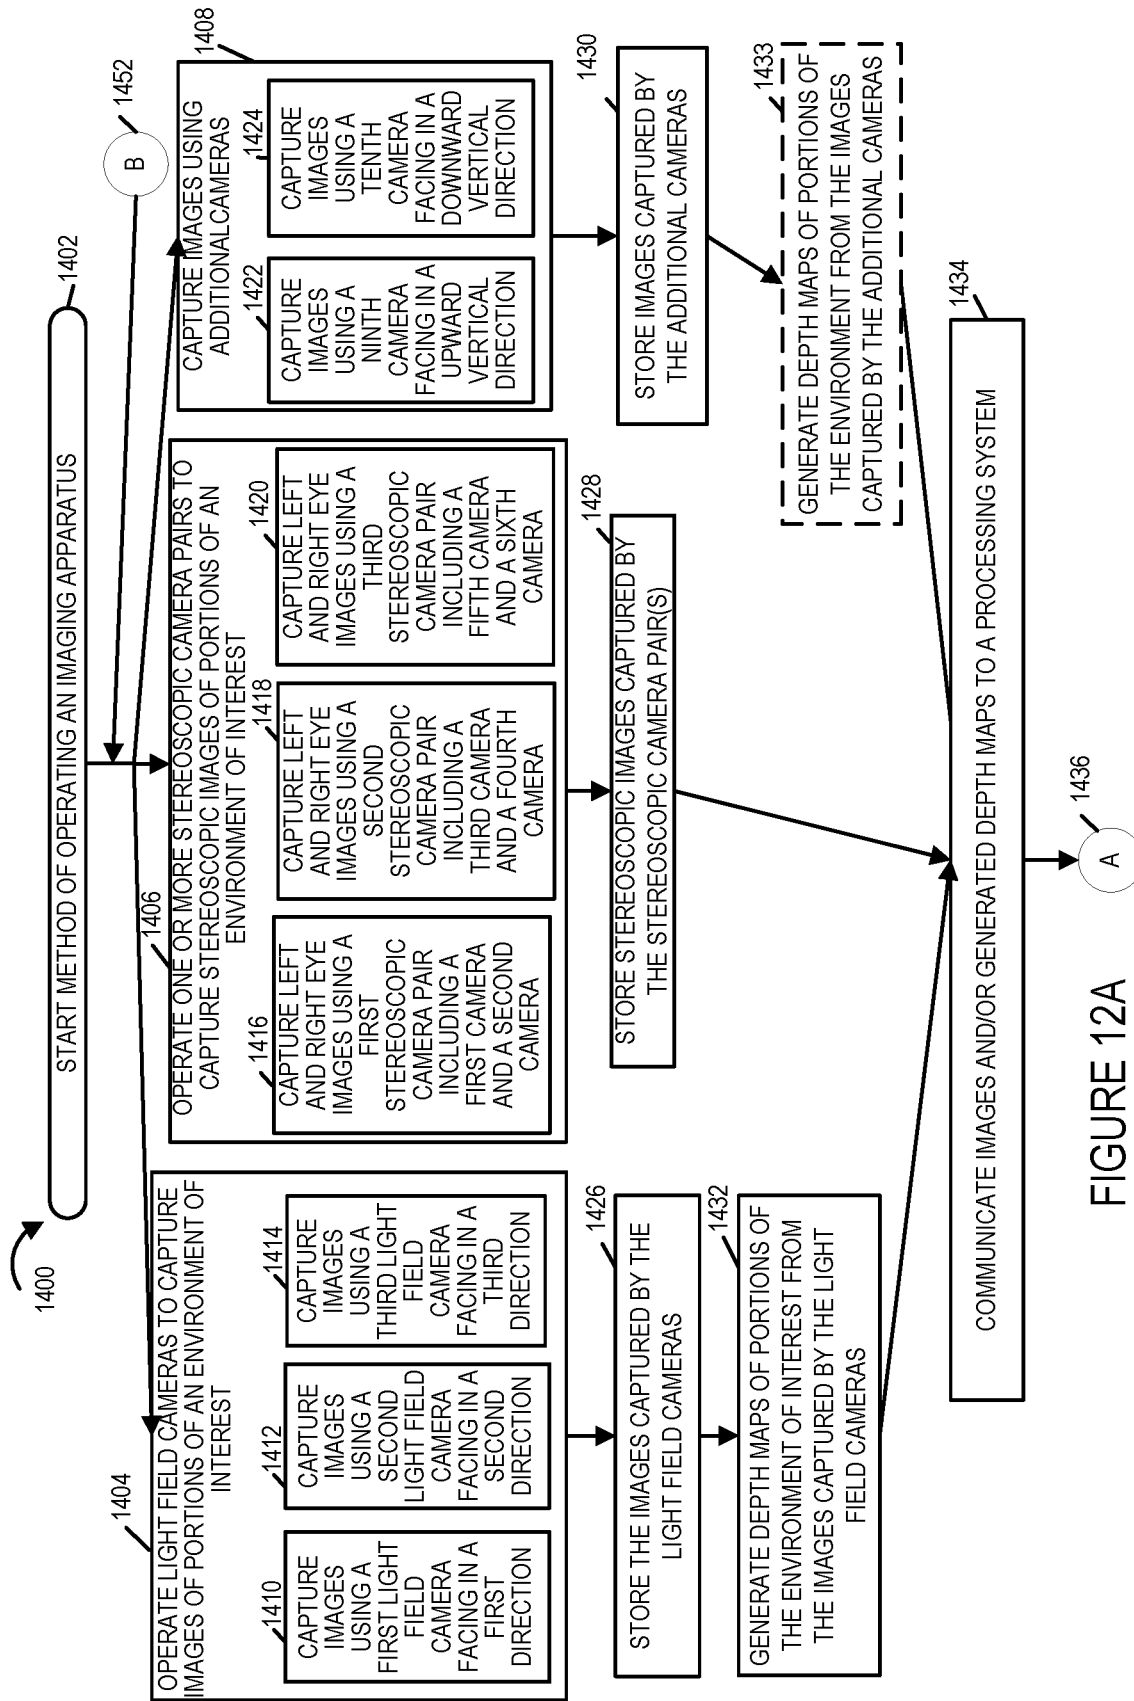 1400
START METHOD OF OPERATING AN IMAGING APPARATUS
1402
B
1452
1404
OPERATE LIGHT FIELD CAMERAS TO CAPTURE
IMAGES OF PORTIONS OF AN ENVIRONMENT OF
INTEREST
1410
CAPTURE
IMAGES
USING A
FIRST LIGHT
FIELD
CAMERA
FACING IN A
FIRST
DIRECTION
1412
CAPTURE
IMAGES
USING A
SECOND
LIGHT FIELD
CAMERA
FACING IN A
SECOND
DIRECTION
1414
CAPTURE
IMAGES
USING A
THIRD LIGHT
FIELD
CAMERA
FACING IN A
THIRD
DIRECTION
1406
OPERATE ONE OR MORE STEREOSCOPIC CAMERA PAIRS TO
CAPTURE STEREOSCOPIC IMAGES OF PORTIONS OF AN
ENVIRONMENT OF INTEREST
1416
CAPTURE LEFT
AND RIGHT EYE
IMAGES USING A
FIRST
STEREOSCOPIC
CAMERA PAIR
INCLUDING A
FIRST CAMERA
AND A SECOND
CAMERA
1418
CAPTURE LEFT
AND RIGHT EYE
IMAGES USING A
SECOND
STEREOSCOPIC
CAMERA PAIR
INCLUDING A
THIRD CAMERA
AND A FOURTH
CAMERA
1420
CAPTURE LEFT
AND RIGHT EYE
IMAGES USING A
THIRD
STEREOSCOPIC
CAMERA PAIR
INCLUDING A
FIFTH CAMERA
AND A SIXTH
CAMERA
1408
CAPTURE IMAGES USING
ADDITIONALCAMERAS
1422
CAPTURE
IMAGES
USING A
NINTH
CAMERA
FACING IN A
UPWARD
VERTICAL
DIRECTION
1424
CAPTURE
IMAGES
USING A
TENTH
CAMERA
FACING IN A
DOWNWARD
VERTICAL
DIRECTION
1426
STORE THE IMAGES CAPTURED BY THE
LIGHT FIELD CAMERAS
1428
STORE STEREOSCOPIC IMAGES CAPTURED BY
THE STEREOSCOPIC CAMERA PAIR(S)
1430
STORE IMAGES CAPTURED BY
THE ADDITIONAL CAMERAS
1432
GENERATE DEPTH MAPS OF PORTIONS OF
THE ENVIRONMENT OF INTEREST FROM
THE IMAGES CAPTURED BY THE LIGHT
FIELD CAMERAS
1433
GENERATE DEPTH MAPS OF PORTIONS OF
THE ENVIRONMENT FROM THE IMAGES
CAPTURED BY THE ADDITIONAL CAMERAS
1434
COMMUNICATE IMAGES AND/OR GENERATED DEPTH MAPS TO A PROCESSING SYSTEM
A
1436
FIGURE 12A